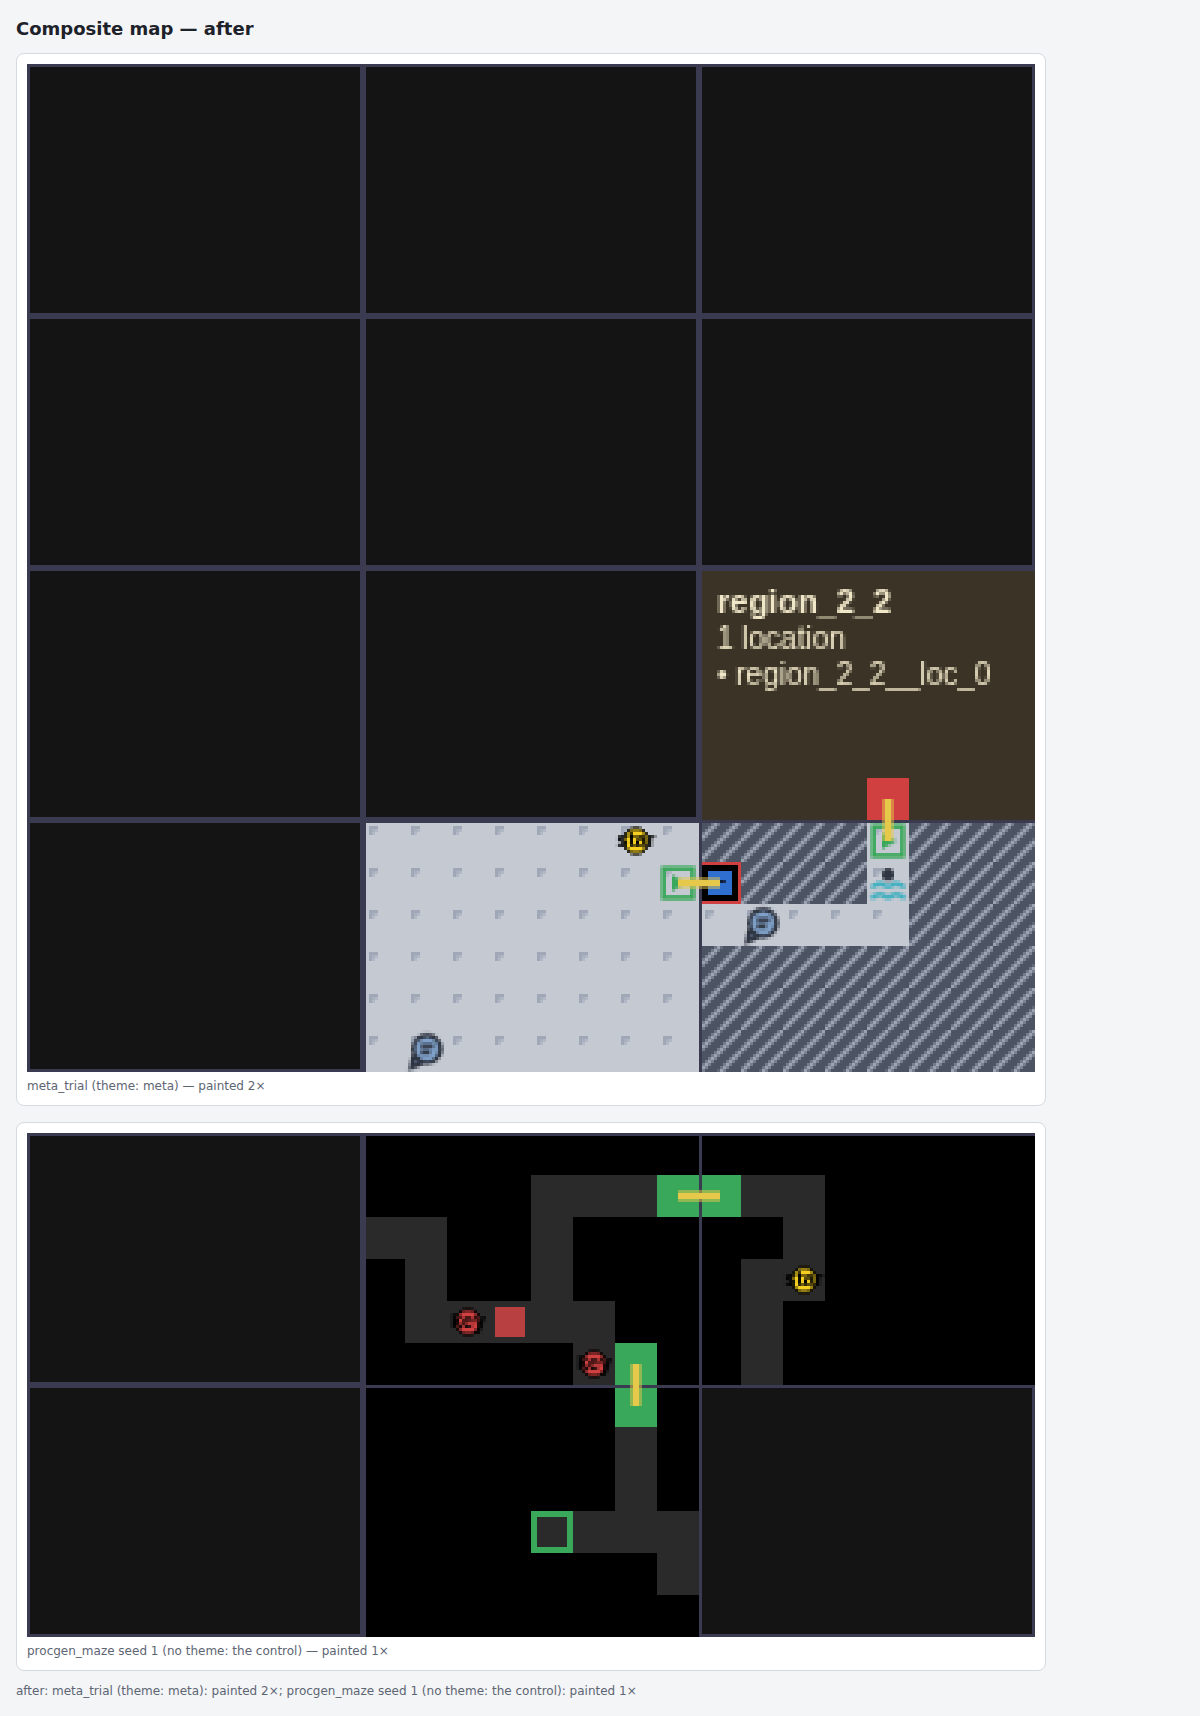 Composite map — after
region_2_2
1 location
• region_2_2__loc_0
meta_trial (theme: meta) — painted 2×
procgen_maze seed 1 (no theme: the control) — painted 1×
after: meta_trial (theme: meta): painted 2×; procgen_maze seed 1 (no theme: the control): painted 1×